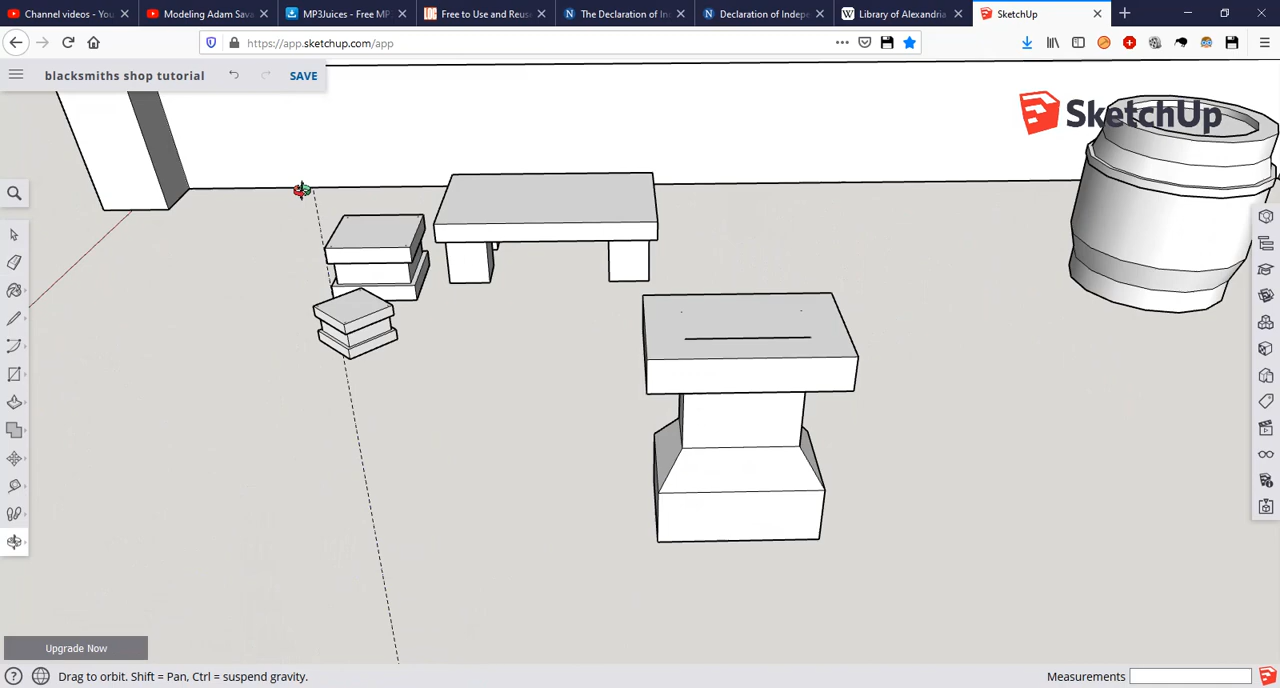 Channel videos - You
Modeling Adam Sava
MP3Juices - Free MP
Free to Use and Reus
The Declaration of In
Declaration of Indepe
Library of Alexandria
SketchUp
https://app.sketchup.com/app
blacksmiths shop tutorial
SAVE
SketchUp
Upgrade Now
Drag to orbit. Shift = Pan, Ctrl = suspend gravity.
Measurements